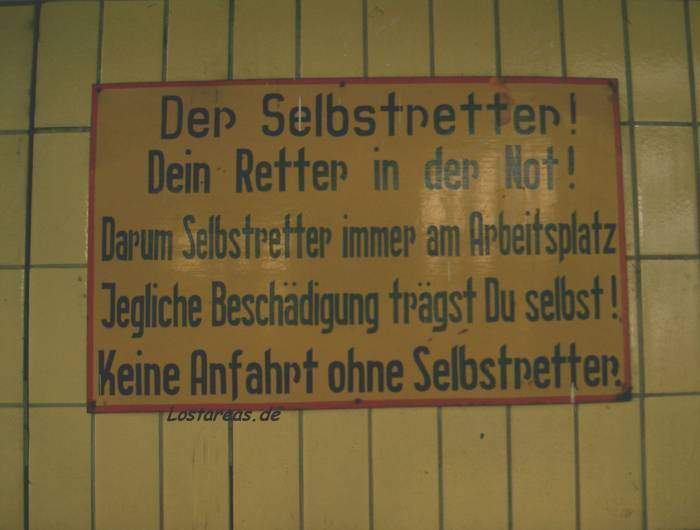 Der Selbstretter!
Dein Retter in der Not!
Darum Selbstretter immer am Arbeitsplatz
Jegliche Beschädigung trägst Du selbst!
Keine Anfahrt ohne Selbstretter.
Lostareas.de